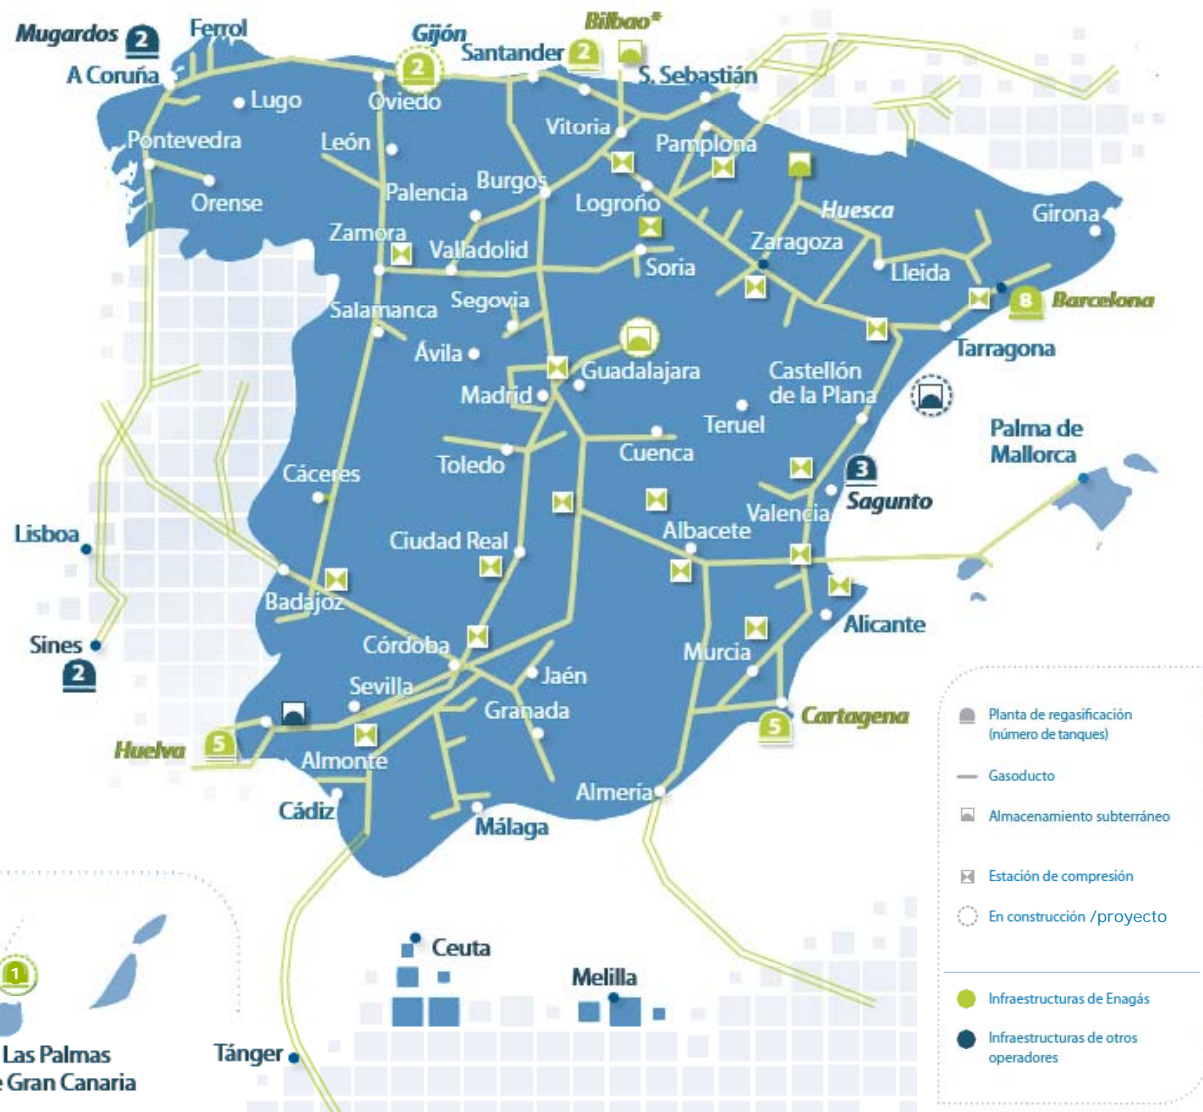 Mugardos
2
Ferrol
Gijón
2
Bilbao*
2
Santander
S. Sebastián
A Coruña
Lugo
Oviedo
Vitoria
Pamplona
Pontevedra
León
Orense
Palencia
Burgos
Logroño
Huesca
Girona
Zamora
Valladolid
Soria
Zaragoza
Lleida
Salamanca
Segovia
8
Barcelona
Ávila
Guadalajara
Tarragona
Madrid
Castellón
de la Plana
Teruel
Toledo
Cuenca
Palma de
Mallorca
Cáceres
3
Sagunto
Valencia
Lisboa
Ciudad Real
Albacete
Badajoz
Alicante
Sines
2
Córdoba
Murcia
Jaén
Sevilla
Granada
Cartagena
5
Huelva
5
Almonte
Almería
Cádiz
Málaga
Ceuta
Melilla
Tánger
1
Las Palmas
e Gran Canaria
Planta de regasificación
(número de tanques)
Gasoducto
Almacenamiento subterráneo
Estación de compresión
En construcción /proyecto
Infraestructuras de Enagás
Infraestructuras de otros
operadores